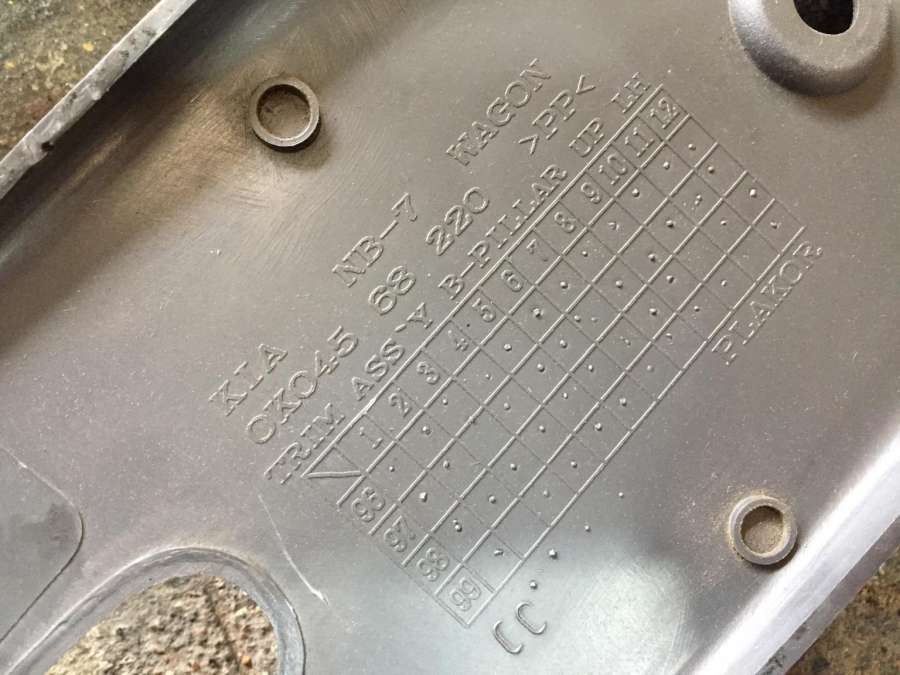 KIA NB-7 WAGON
0K045 68 220 >PP<
TRIM ASS`Y B-PILLAR UP LH
1 2 3 4 5 6 7 8 9 10 11 12
96
97
98
99
PLAKOR